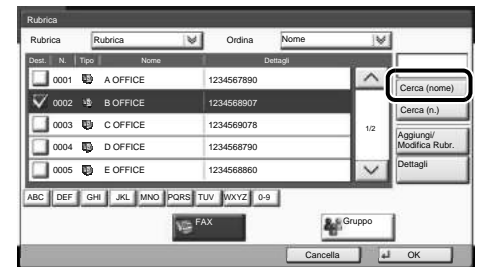 Rubrica
Rubrica Rubrica Ordina Nome
Dest. N. Tipo Nome Dettagli
0001 A OFFICE 1234567890
0002 B OFFICE 1234568907
0003 C OFFICE 1234569078
0004 D OFFICE 1234568790
0005 E OFFICE 1234568860
1/2
Cerca (nome)
Cerca (n.)
Aggiungi/
Modifica Rubr.
Dettagli
ABC DEF GHI JKL MNO PQRS TUV WXYZ 0-9
FAX Gruppo
Cancella OK